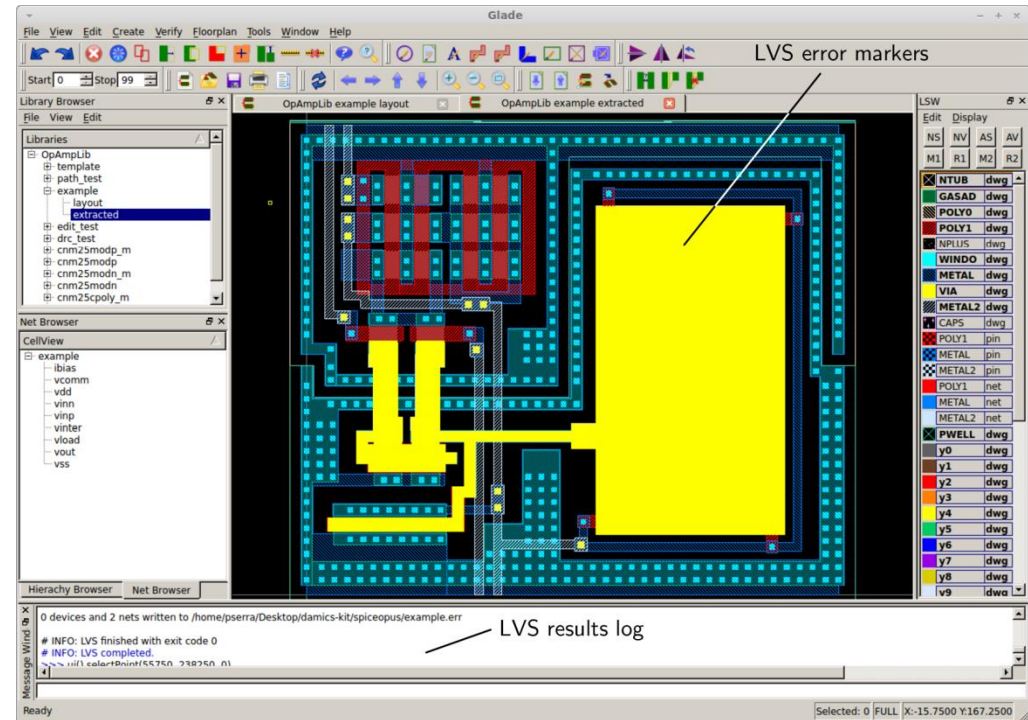 Glade
File View Edit Create Verify Floorplan Tools Window Help
LVS error markers
Start 0 Stop 99
Library Browser
File View Edit
Libraries
OpAmpLib
template
path_test
example
layout
extracted
edit_test
drc_test
cnm25modp_m
cnm25modp
cnm25modn_m
cnm25modn
cnm25cpoly_m
Net Browser
CellView
example
ibias
vcomm
vdd
vinn
vinp
vinter
vload
vout
vss
Hierachy Browser Net Browser
OpAmpLib example layout OpAmpLib example extracted
LSW
Edit Display
NS NV AS AV
M1 R1 M2 R2
NTUB dwg
GASAD dwg
POLY0 dwg
POLY1 dwg
NPLUS dwg
WINDO dwg
METAL dwg
VIA dwg
METAL2 dwg
CAPS dwg
POLY1 pin
METAL pin
METAL2 pin
POLY1 net
METAL net
METAL2 net
PWELL dwg
y0 dwg
y1 dwg
y2 dwg
y3 dwg
y4 dwg
y5 dwg
y6 dwg
y7 dwg
y8 dwg
y9 dwg
Message Wind
0 devices and 2 nets written to /home/pserra/Desktop/damics-kit/spiceopus/example.err
# INFO: LVS finished with exit code 0
# INFO: LVS completed.
>>> ui().selectPoint(55750, 238250, 0)
LVS results log
Ready
Selected: 0 FULL X:-15.7500 Y:167.2500